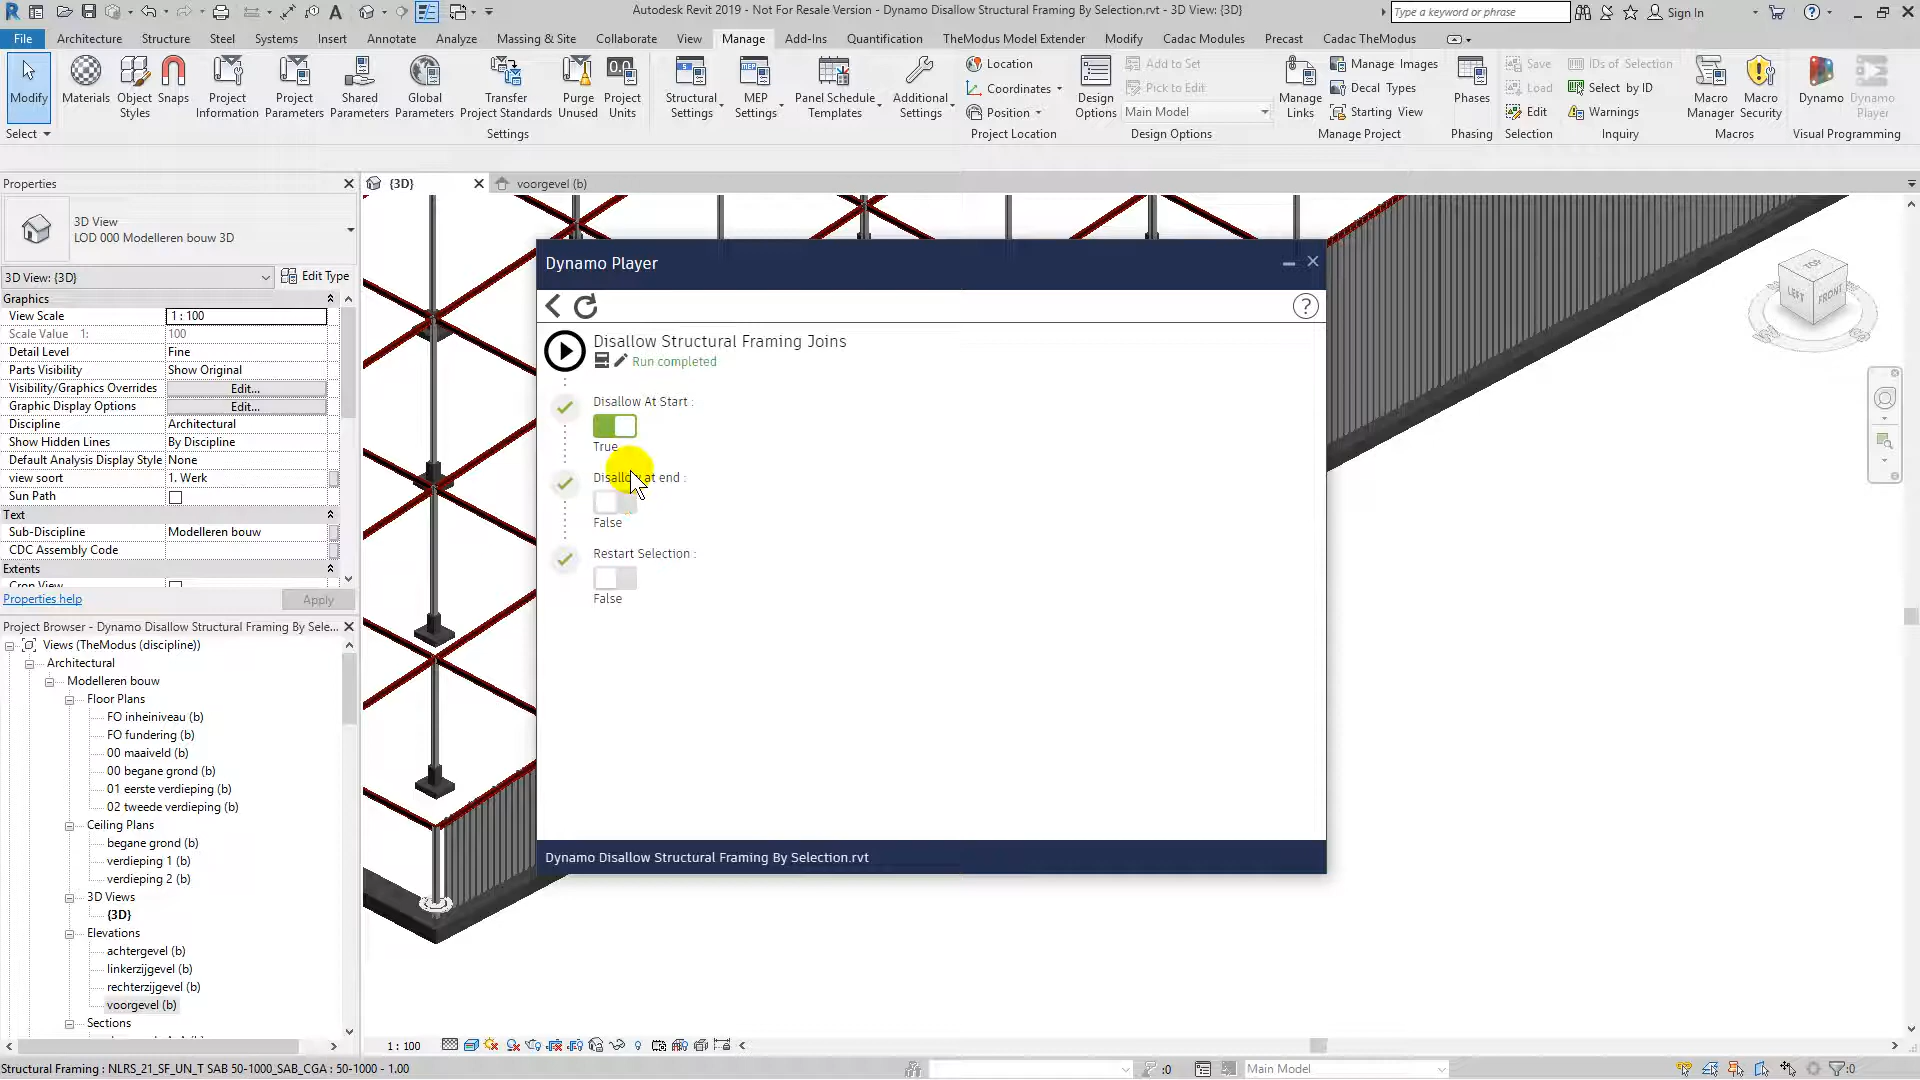 Autodesk Revit 2019 - Not For Resale Version - Dynamo Disallow Structural Framing By Selection.rvt - 3D View: {3D}
Type a keyword or phrase
Sign In
File Architecture Structure Steel Systems Insert Annotate Analyze Massing & Site Collaborate View Manage Add-Ins Quantification TheModus Model Extender Modify Cadac Modules Precast Cadac TheModus
Modify
Materials
Object Styles
Snaps
Project Information
Project Parameters
Shared Parameters
Global Parameters
Transfer Project Standards
Purge Unused
Project Units
Structural Settings
MEP Settings
Panel Schedule Templates
Additional Settings
Location
Coordinates
Position
Design Options
Add to Set
Pick to Edit
Main Model
Manage Links
Manage Images
Decal Types
Starting View
Phases
Save
Load
Edit
IDs of Selection
Select by ID
Warnings
Macro Manager
Macro Security
Dynamo
Dynamo Player
Select
Settings
Project Location
Design Options
Manage Project
Phasing
Selection
Inquiry
Macros
Visual Programming
Properties
{3D}
voorgevel (b)
3D View
LOD 000 Modelleren bouw 3D
3D View: {3D}
Edit Type
Graphics
View Scale 1 : 100
Scale Value 1: 100
Detail Level Fine
Parts Visibility Show Original
Visibility/Graphics Overrides Edit...
Graphic Display Options Edit...
Discipline Architectural
Show Hidden Lines By Discipline
Default Analysis Display Style None
view soort 1. Werk
Sun Path
Text
Sub-Discipline Modelleren bouw
CDC Assembly Code
Extents
Crop View
Properties help
Apply
Project Browser - Dynamo Disallow Structural Framing By Sele...
Views (TheModus (discipline))
Architectural
Modelleren bouw
Floor Plans
FO inheiniveau (b)
FO fundering (b)
00 maaiveld (b)
00 begane grond (b)
01 eerste verdieping (b)
02 tweede verdieping (b)
Ceiling Plans
begane grond (b)
verdieping 1 (b)
verdieping 2 (b)
3D Views
{3D}
Elevations
achtergevel (b)
linkerzijgevel (b)
rechterzijgevel (b)
voorgevel (b)
Sections
Dynamo Player
Disallow Structural Framing Joins
Run completed
Disallow At Start :
True
Disallow at end :
False
Restart Selection :
False
Dynamo Disallow Structural Framing By Selection.rvt
TOP
LEFT
FRONT
1 : 100
Structural Framing : NLRS_21_SF_UN_T SAB 50-1000_SAB_CGA : 50-1000 - 1.00
:0
Main Model
:0